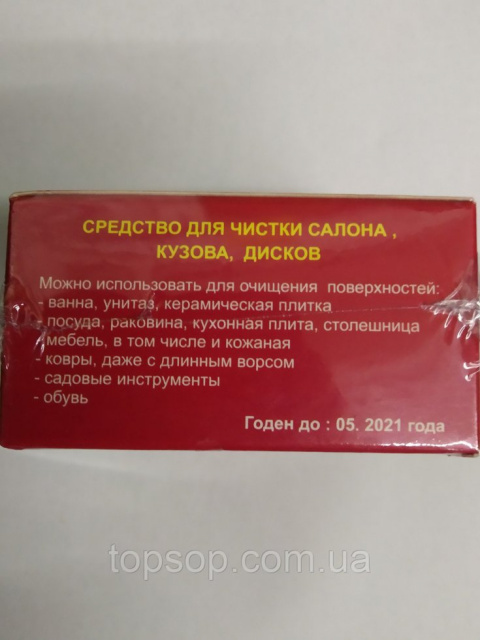 СРЕДСТВО ДЛЯ ЧИСТКИ САЛОНА ,
КУЗОВА, ДИСКОВ
Можно использовать для очищения поверхностей:
- ванна, унитаз, керамическая плитка
- посуда, раковина, кухонная плита, столешница
- мебель, в том числе и кожаная
- ковры, даже с длинным ворсом
- садовые инструменты
- обувь
Годен до : 05. 2021 года
topsop.com.ua